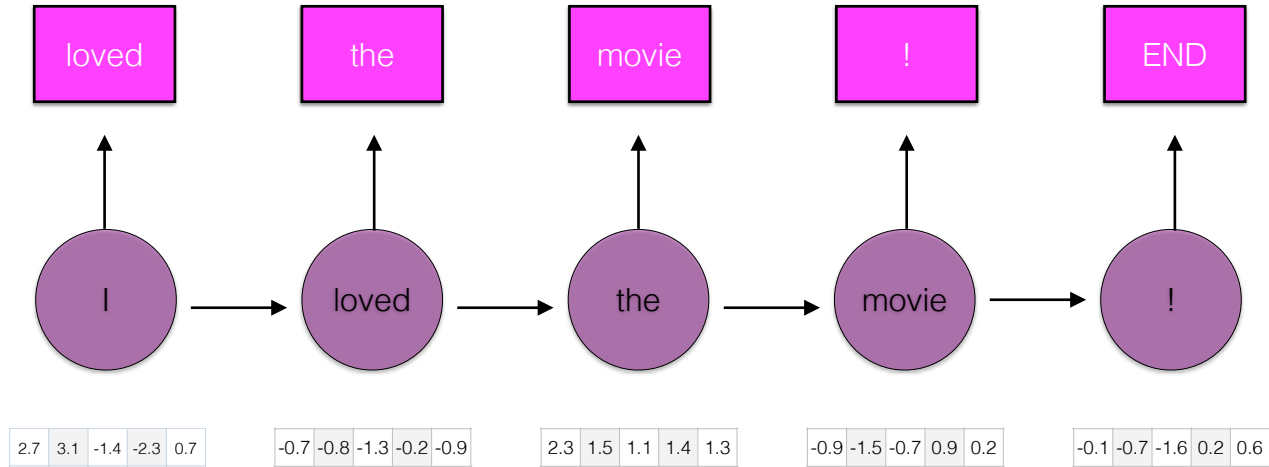 loved the movie ! END
I loved the movie !
2.7 3.1 -1.4 -2.3 0.7 -0.7 -0.8 -1.3 -0.2 -0.9 2.3 1.5 1.1 1.4 1.3 -0.9 -1.5 -0.7 0.9 0.2 -0.1 -0.7 -1.6 0.2 0.6